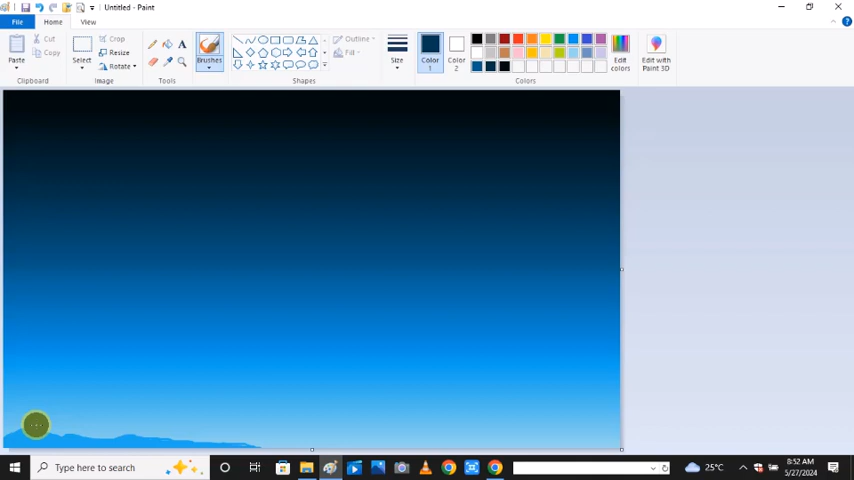 Untitled - Paint
File Home View
Paste Cut Copy Clipboard
Select Crop Resize Rotate Image
A Tools
Brushes
Shapes Outline Fill
Size
Color 1 Color 2 Colors
Edit colors
Edit with Paint 3D
Type here to search
25°C
8:52 AM
5/27/2024